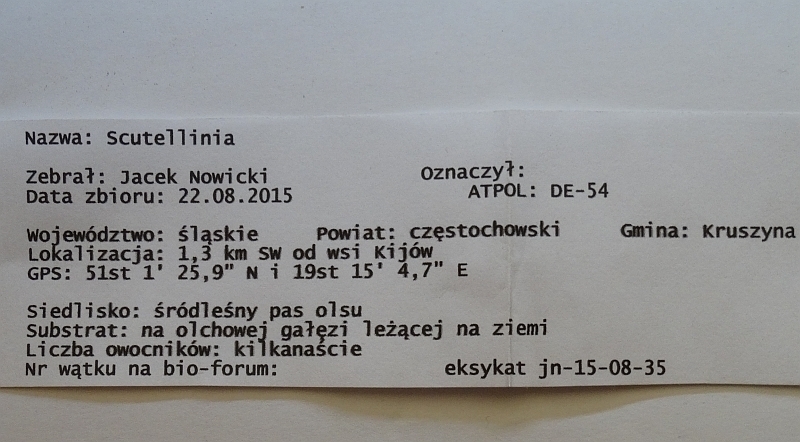 Nazwa: Scutellinia
Zebrał: Jacek Nowicki Oznaczył:
Data zbioru: 22.08.2015 ATPOL: DE-54
Województwo: śląskie Powiat: częstochowski Gmina: Kruszyna
Lokalizacja: 1,3 km SW od wsi Kijów
GPS: 51st 1' 25,9" N i 19st 15' 4,7" E
Siedlisko: śródleśny pas olsu
Substrat: na olchowej gałęzi leżącej na ziemi
Liczba owocników: kilkanaście
Nr wątku na bio-forum: eksykat jn-15-08-35